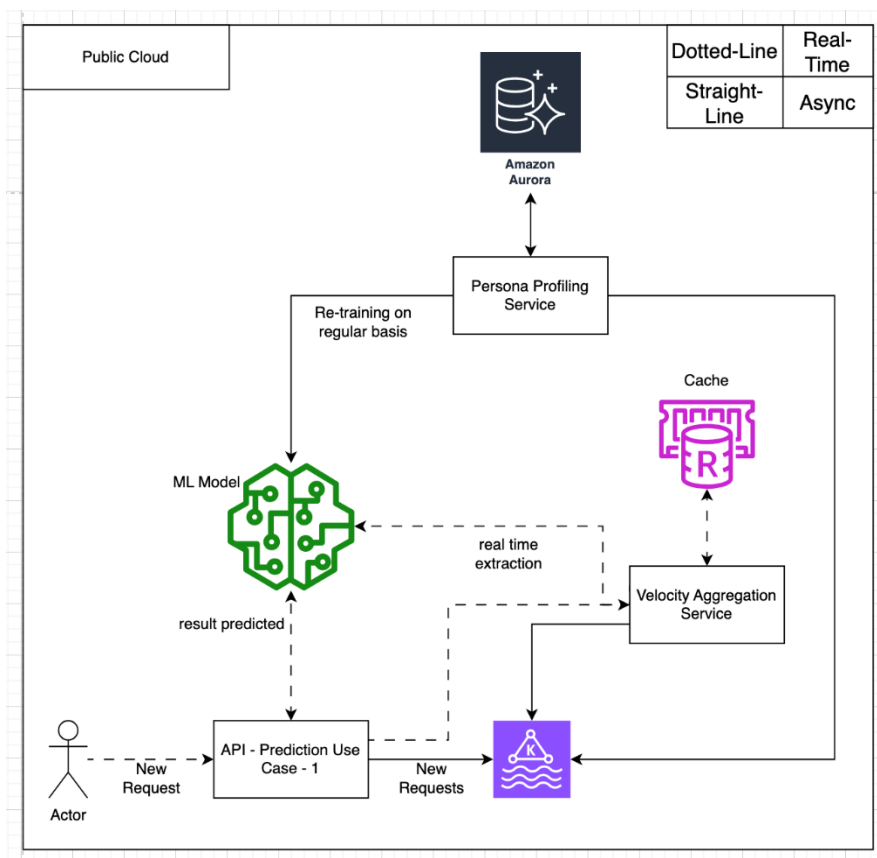 Public Cloud
Dotted-Line
Real-
Time
Straight-
Line
Async
Amazon
Aurora
Persona Profiling
Service
Re-training on
regular basis
Cache
R
ML Model
real time
extraction
Velocity Aggregation
Service
result predicted
API - Prediction Use
Case - 1
K
New
Request
New
Requests
Actor